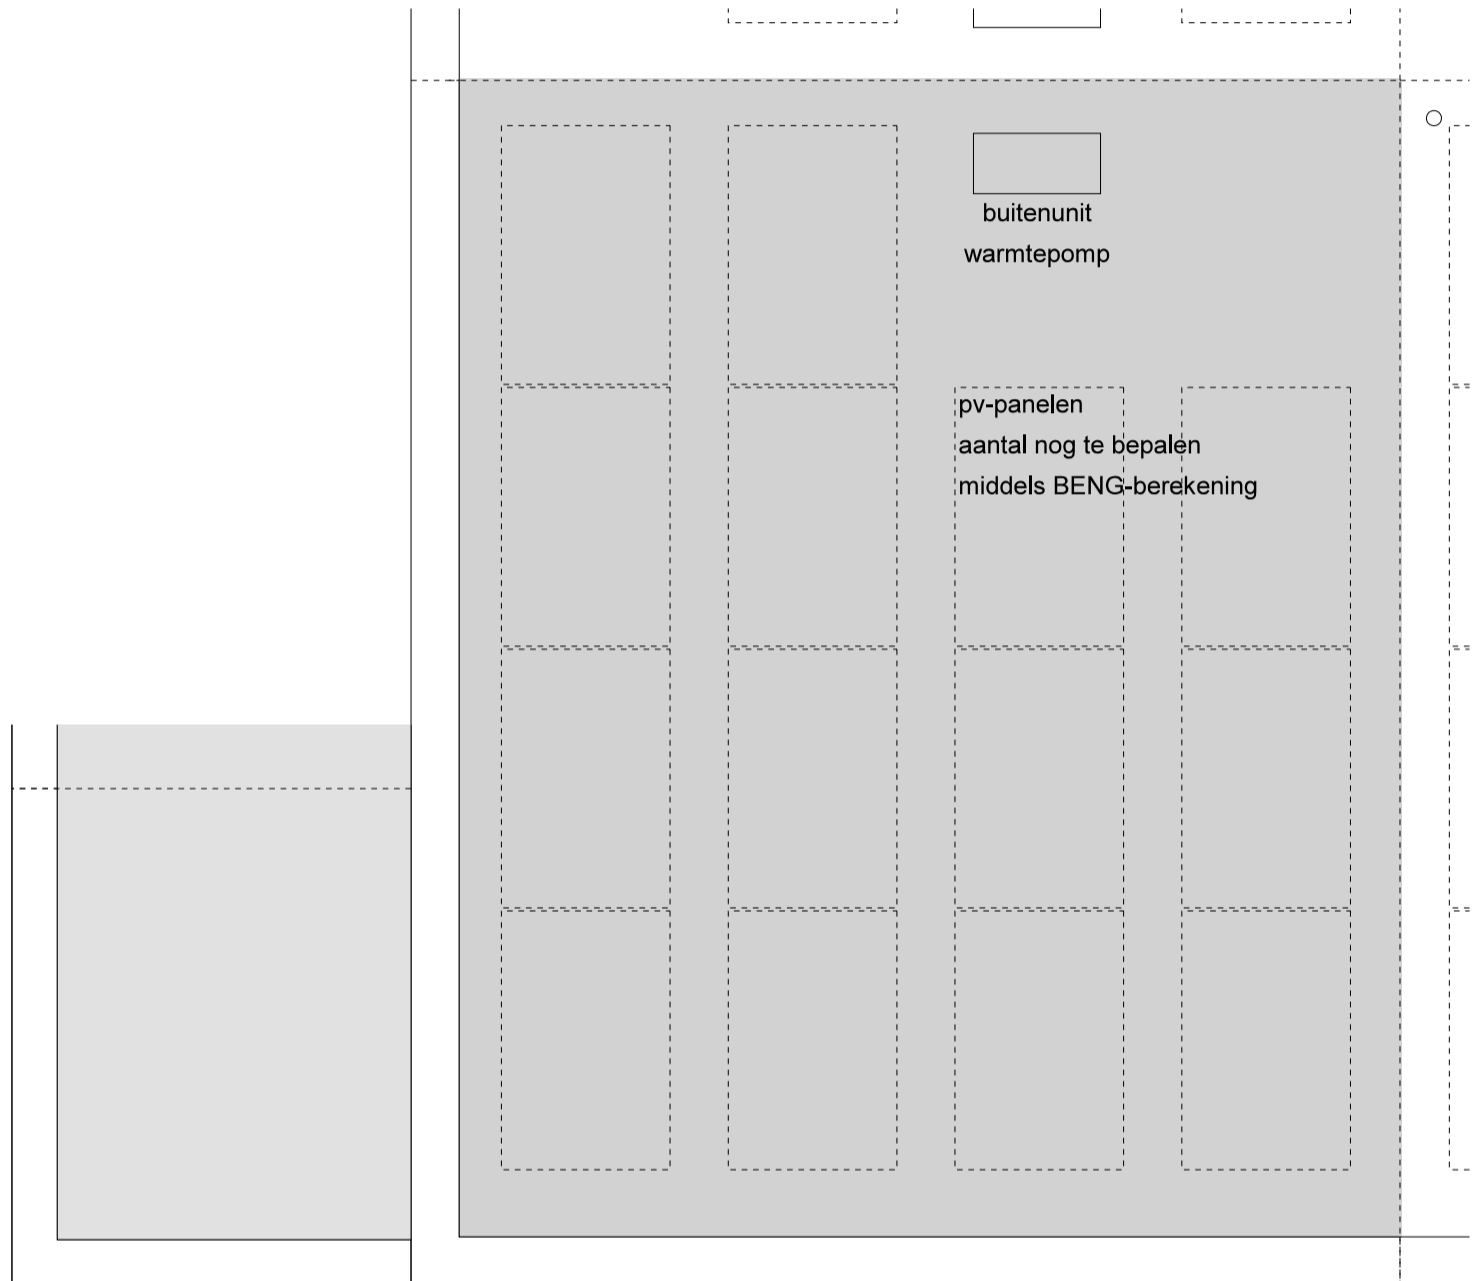 buitenunit
warmtepomp
pv-panelen
aantal nog te bepalen
middels BENG-berekening